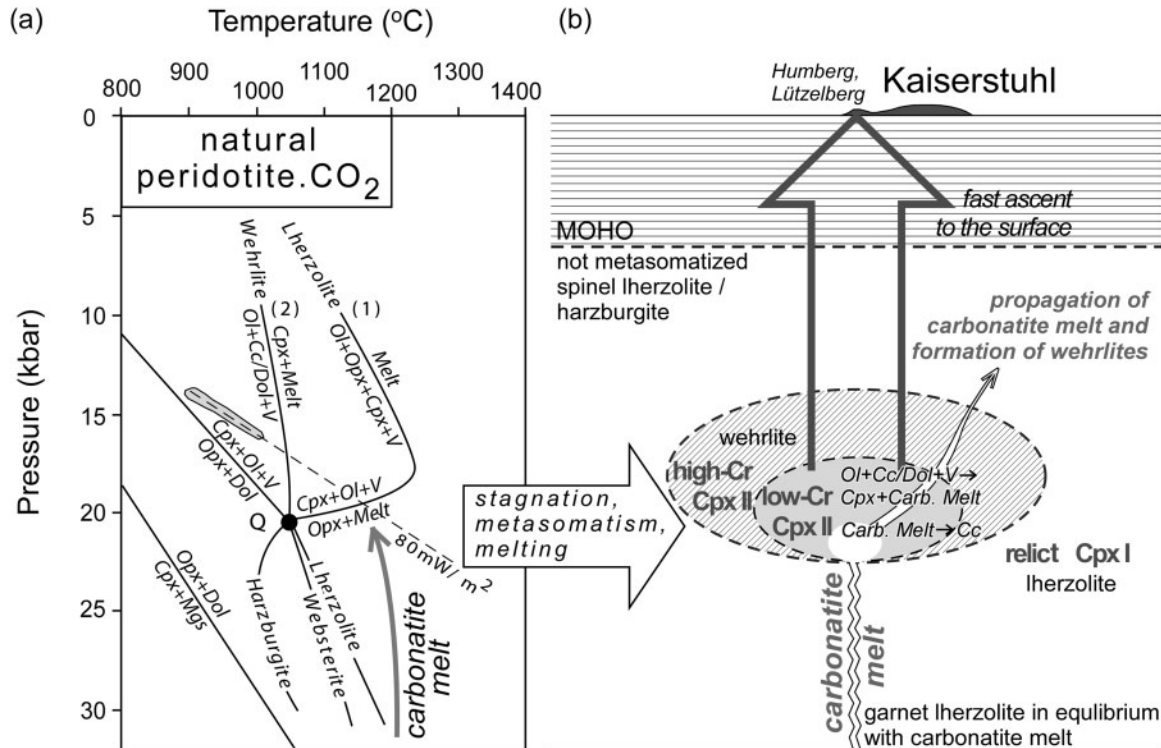 (a)
Temperature (ºC)
800
900
1000
1100
1200
1300
1400
0
5
10
15
20
25
30
Pressure (kbar)
natural
peridotite.CO2
Wehrlite
Lherzolite
(2)
(1)
Ol+Cc/Dol+V
Cpx+Melt
Ol+Opx+Cpx+V
Melt
Cpx+Ol+V
Opx+Dol
Cpx+Ol+V
Opx+Melt
Q
80mW/m2
Opx+Dol
Cpx+Mgs
Harzburgite
Lherzolite
Websterite
carbonatite
melt
(b)
Humberg,
Lützelberg
Kaiserstuhl
fast ascent
to the surface
MOHO
not metasomatized
spinel lherzolite /
harzburgite
propagation of
carbonatite melt and
formation of wehrlites
stagnation,
metasomatism,
melting
wehrlite
high-Cr
Cpx II
low-Cr
Cpx II
Ol+Cc/Dol+V→
Cpx+Carb. Melt
Carb. Melt→Cc
relict Cpx I
lherzolite
carbonatite
melt
garnet lherzolite in equlibrium
with carbonatite melt